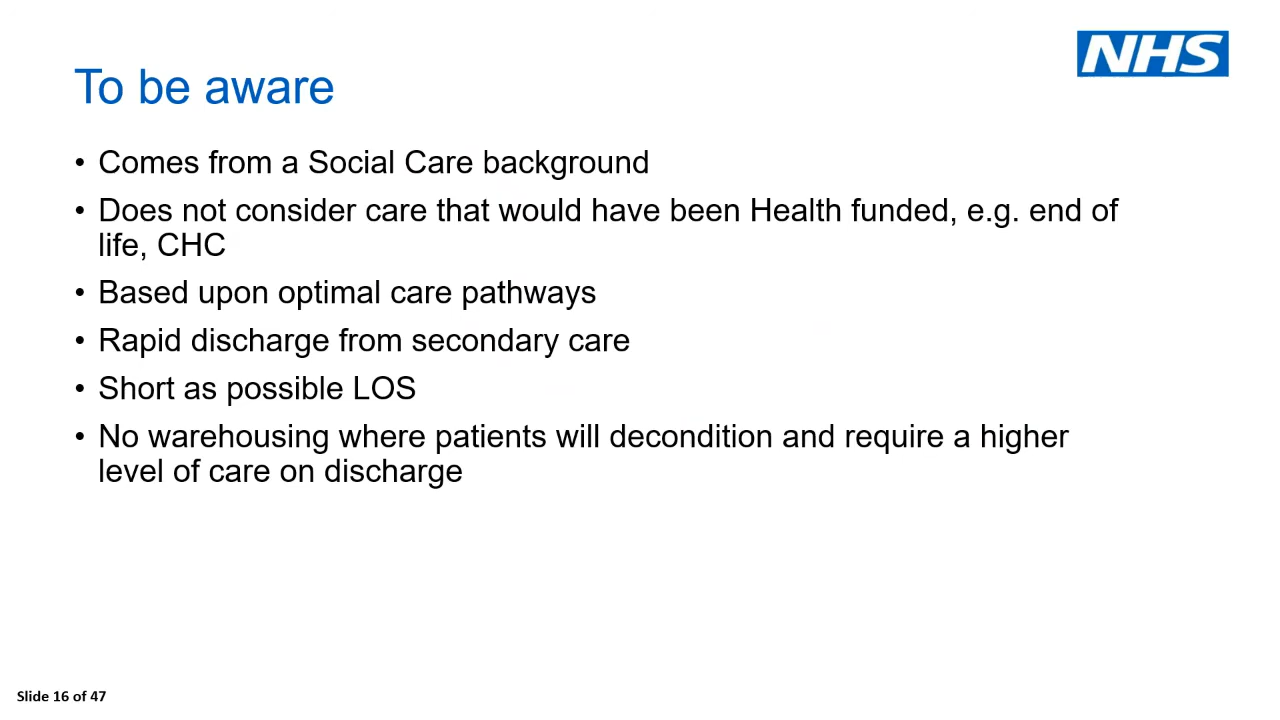 NHS
To be aware
• Comes from a Social Care background
• Does not consider care that would have been Health funded, e.g. end of
life, CHC
• Based upon optimal care pathways
• Rapid discharge from secondary care
• Short as possible LOS
• No warehousing where patients will decondition and require a higher
level of care on discharge
Slide 16 of 47